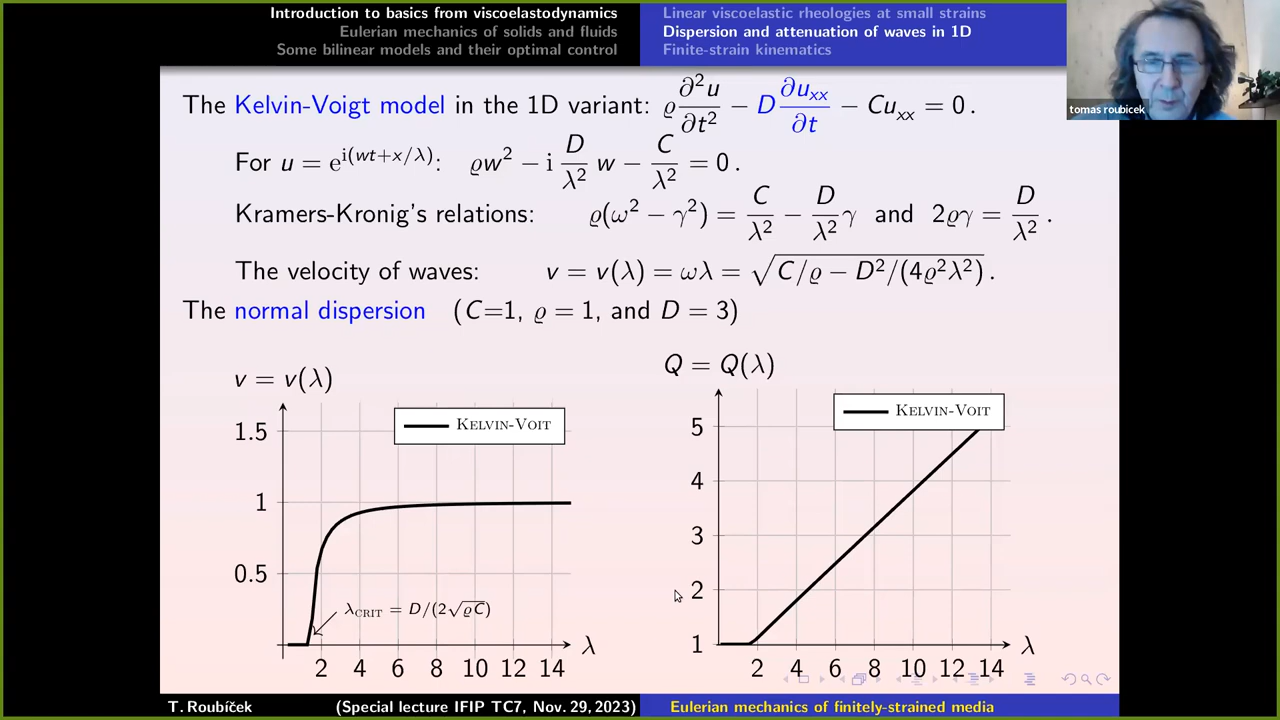 Introduction to basics from viscoelastodynamics
Eulerian mechanics of solids and fluids
Some bilinear models and their optimal control
Linear viscoelastic rheologies at small strains
Dispersion and attenuation of waves in 1D
Finite-strain kinematics
tomas roubicek
The Kelvin-Voigt model in the 1D variant: ϱ ∂²u/∂t² − D ∂uₓₓ/∂t − Cuₓₓ = 0 .
For u = e^{i(wt+x/λ)}: ϱw² − i D/λ² w − C/λ² = 0 .
Kramers-Kronig's relations: ϱ(ω² − γ²) = C/λ² − D/λ² γ and 2ϱγ = D/λ² .
The velocity of waves: v = v(λ) = ωλ = √(C/ϱ − D²/(4ϱ²λ²)) .
The normal dispersion (C=1, ϱ = 1, and D = 3)
v = v(λ)
KELVIN-VOIT
1.5
1
0.5
λCRIT = D/(2√ϱC)
λ
2 4 6 8 10 12 14
Q = Q(λ)
KELVIN-VOIT
5
4
3
2
1
λ
2 4 6 8 10 12 14
T. Roubíček
(Special lecture IFIP TC7, Nov. 29, 2023)
Eulerian mechanics of finitely-strained media